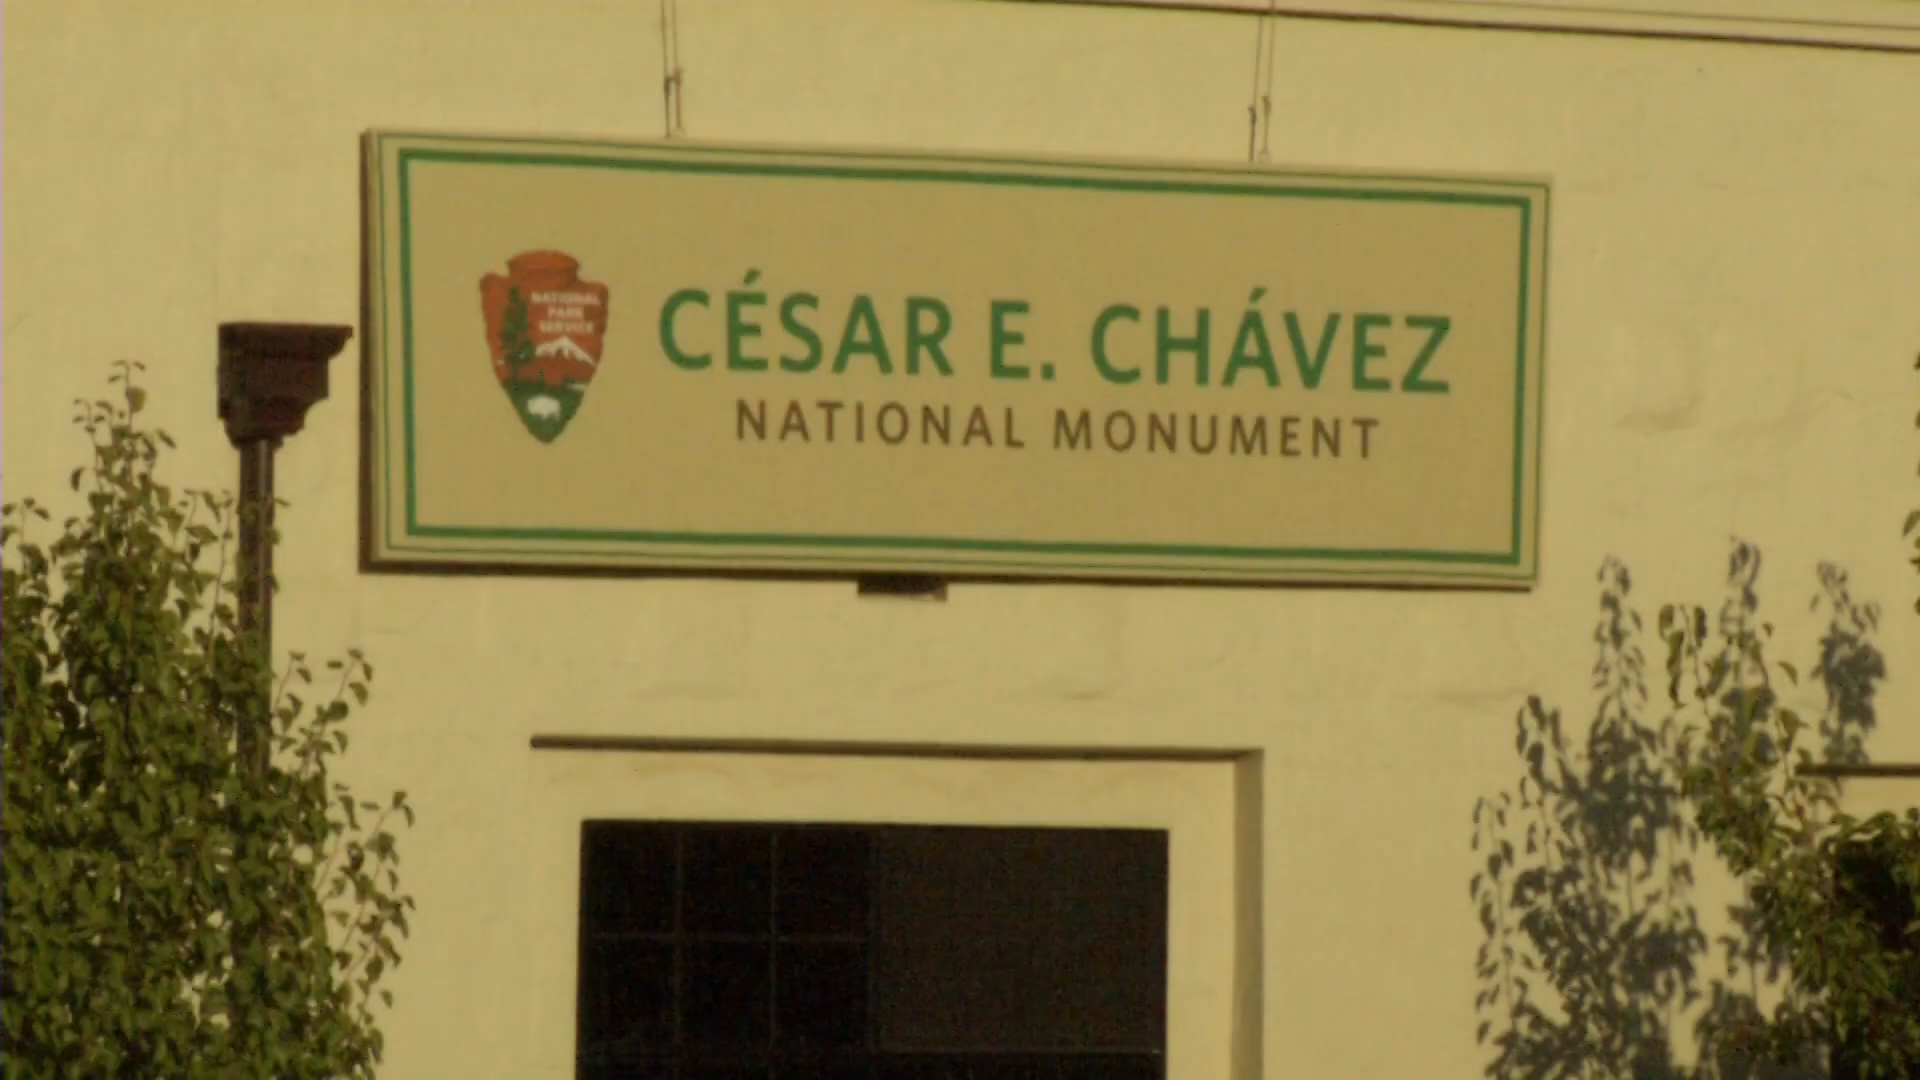 NATIONAL
PARK
SERVICE
CÉSAR E. CHÁVEZ
NATIONAL MONUMENT